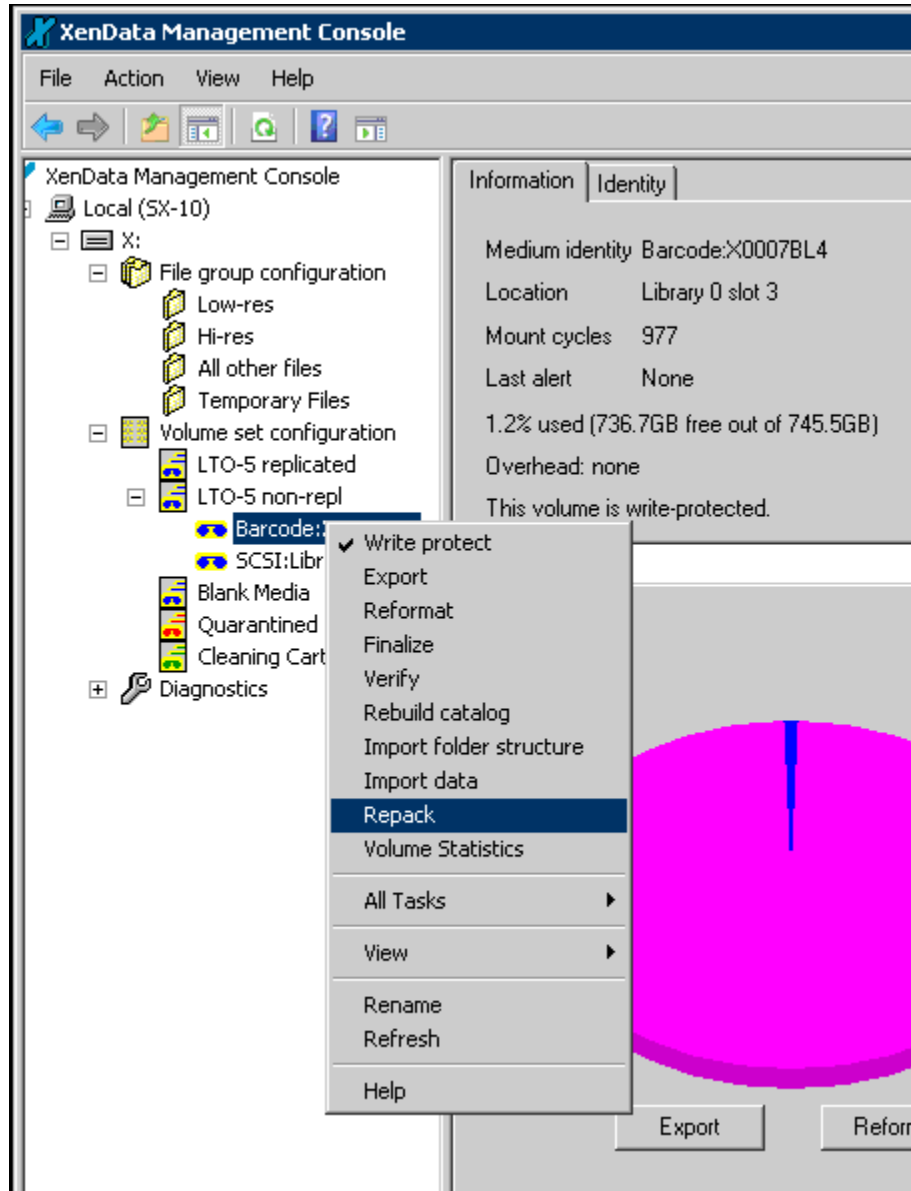 XenData Management Console
File Action View Help
XenData Management Console
Local (SX-10)
X:
File group configuration
Low-res
Hi-res
All other files
Temporary Files
Volume set configuration
LTO-5 replicated
LTO-5 non-repl
Barcode:
SCSI:Libr
Blank Media
Quarantined
Cleaning Cart
Diagnostics
Information Identity
Medium identity Barcode:X0007BL4
Location Library 0 slot 3
Mount cycles 977
Last alert None
1.2% used (736.7GB free out of 745.5GB)
Overhead: none
This volume is write-protected.
Write protect
Export
Reformat
Finalize
Verify
Rebuild catalog
Import folder structure
Import data
Repack
Volume Statistics
All Tasks
View
Rename
Refresh
Help
Export Reforr